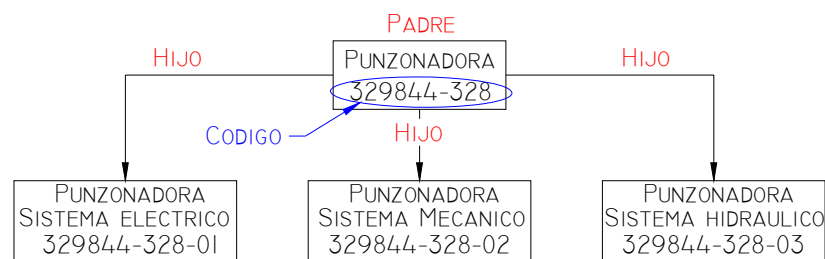 PADRE
PUNZONADORA
329844-328
HIJO
HIJO
CODIGO
HIJO
PUNZONADORA
SISTEMA ELECTRICO
329844-328-01
PUNZONADORA
SISTEMA MECANICO
329844-328-02
PUNZONADORA
SISTEMA HIDRAULICO
329844-328-03